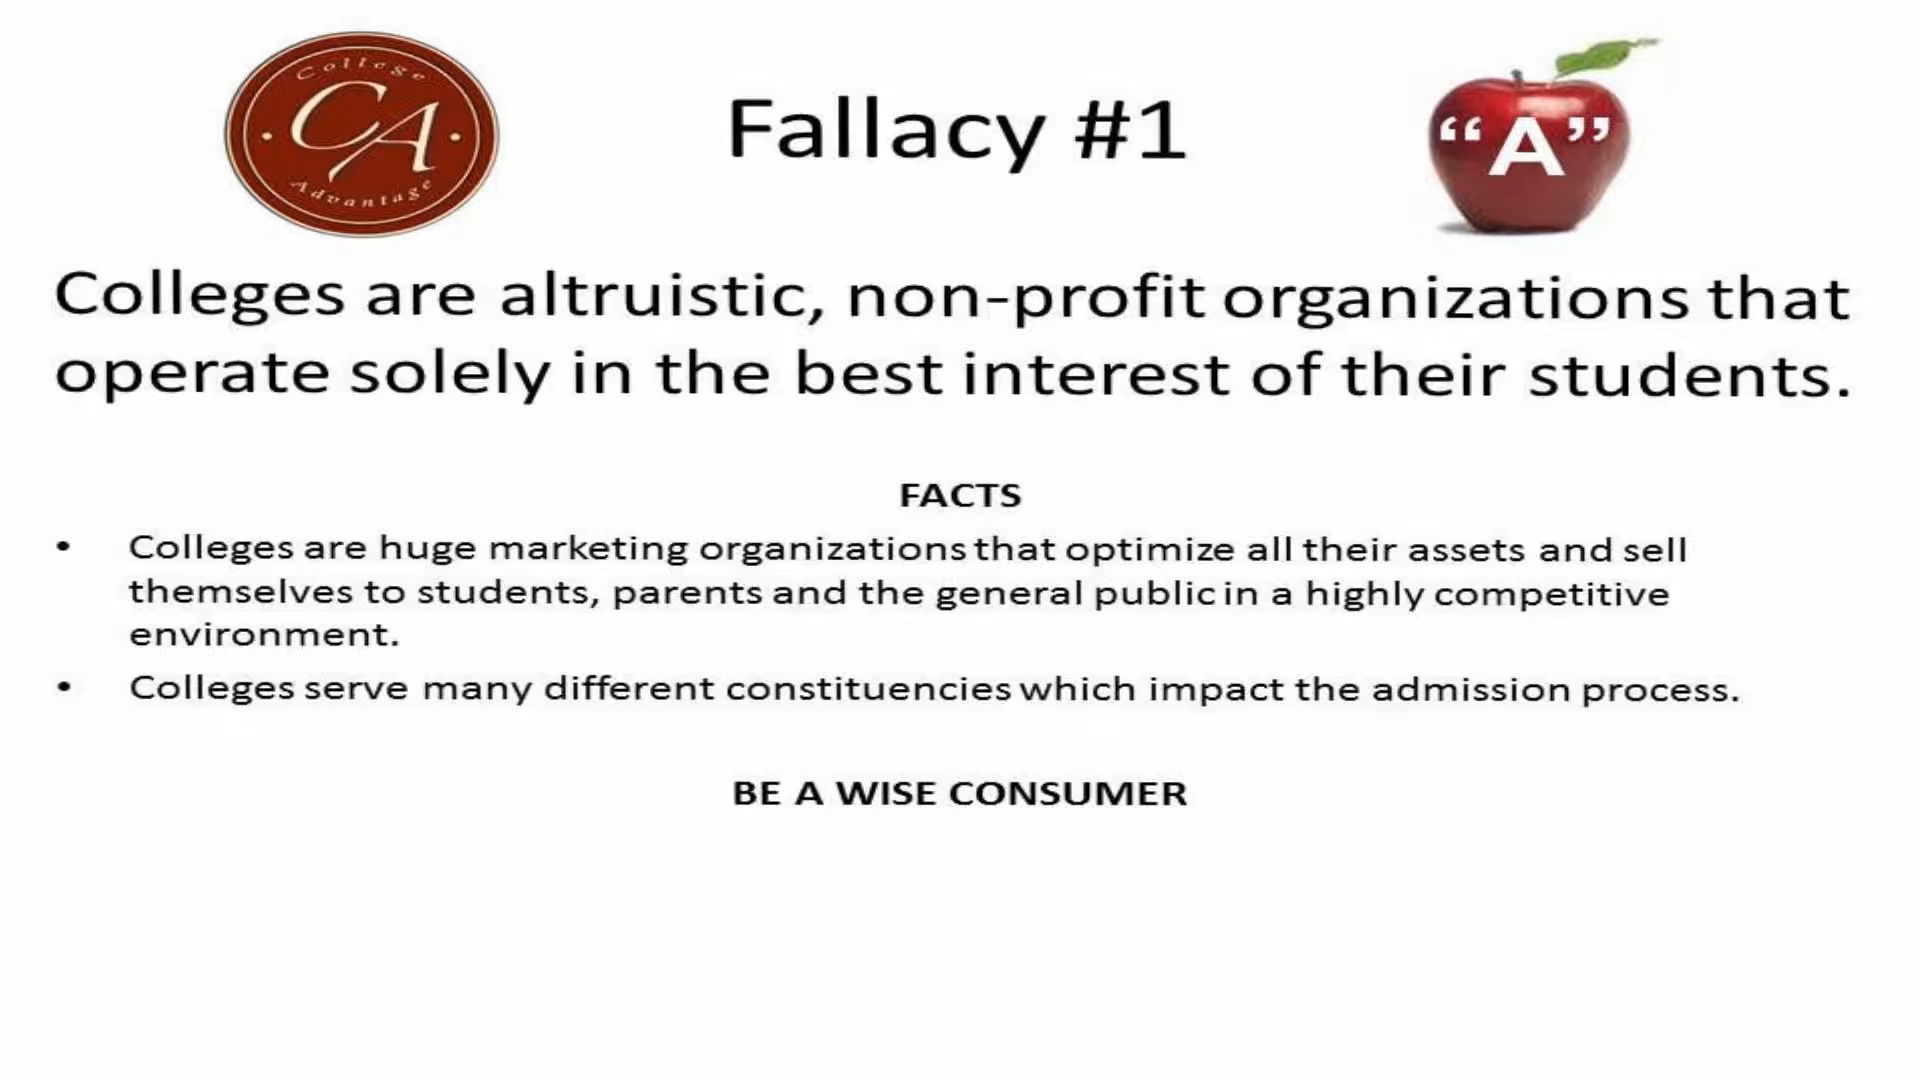 College
CA
Advantage
Fallacy #1
“A”
Colleges are altruistic, non-profit organizations that
operate solely in the best interest of their students.
FACTS
• Colleges are huge marketing organizations that optimize all their assets and sell
themselves to students, parents and the general public in a highly competitive
environment.
• Colleges serve many different constituencies which impact the admission process.
BE A WISE CONSUMER